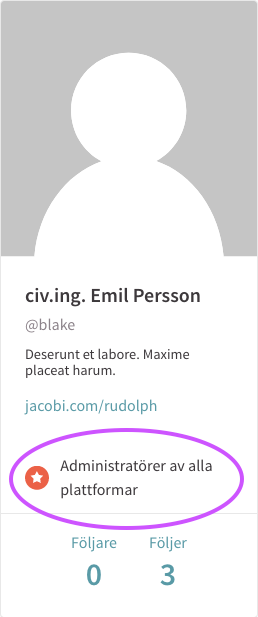 civ.ing. Emil Persson
@blake
Deserunt et labore. Maxime
placeat harum.
jacobi.com/rudolph
Administratörer av alla
plattformar
Följare Följer
0 3